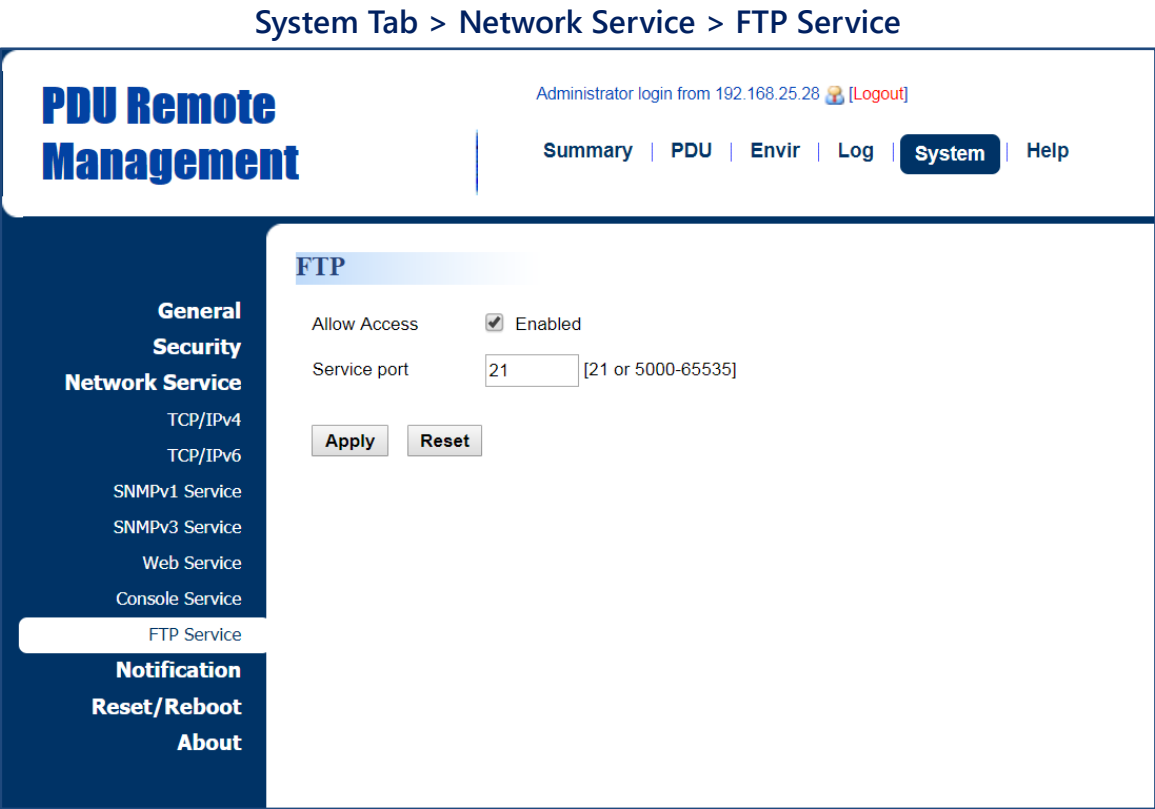 System Tab > Network Service > FTP Service
PDU Remote
Management
Administrator login from 192.168.25.28 [Logout]
Summary | PDU | Envir | Log | System | Help
FTP
General
Security
Network Service
TCP/IPv4
TCP/IPv6
SNMPv1 Service
SNMPv3 Service
Web Service
Console Service
FTP Service
Notification
Reset/Reboot
About
Allow Access Enabled
Service port 21 [21 or 5000-65535]
Apply Reset